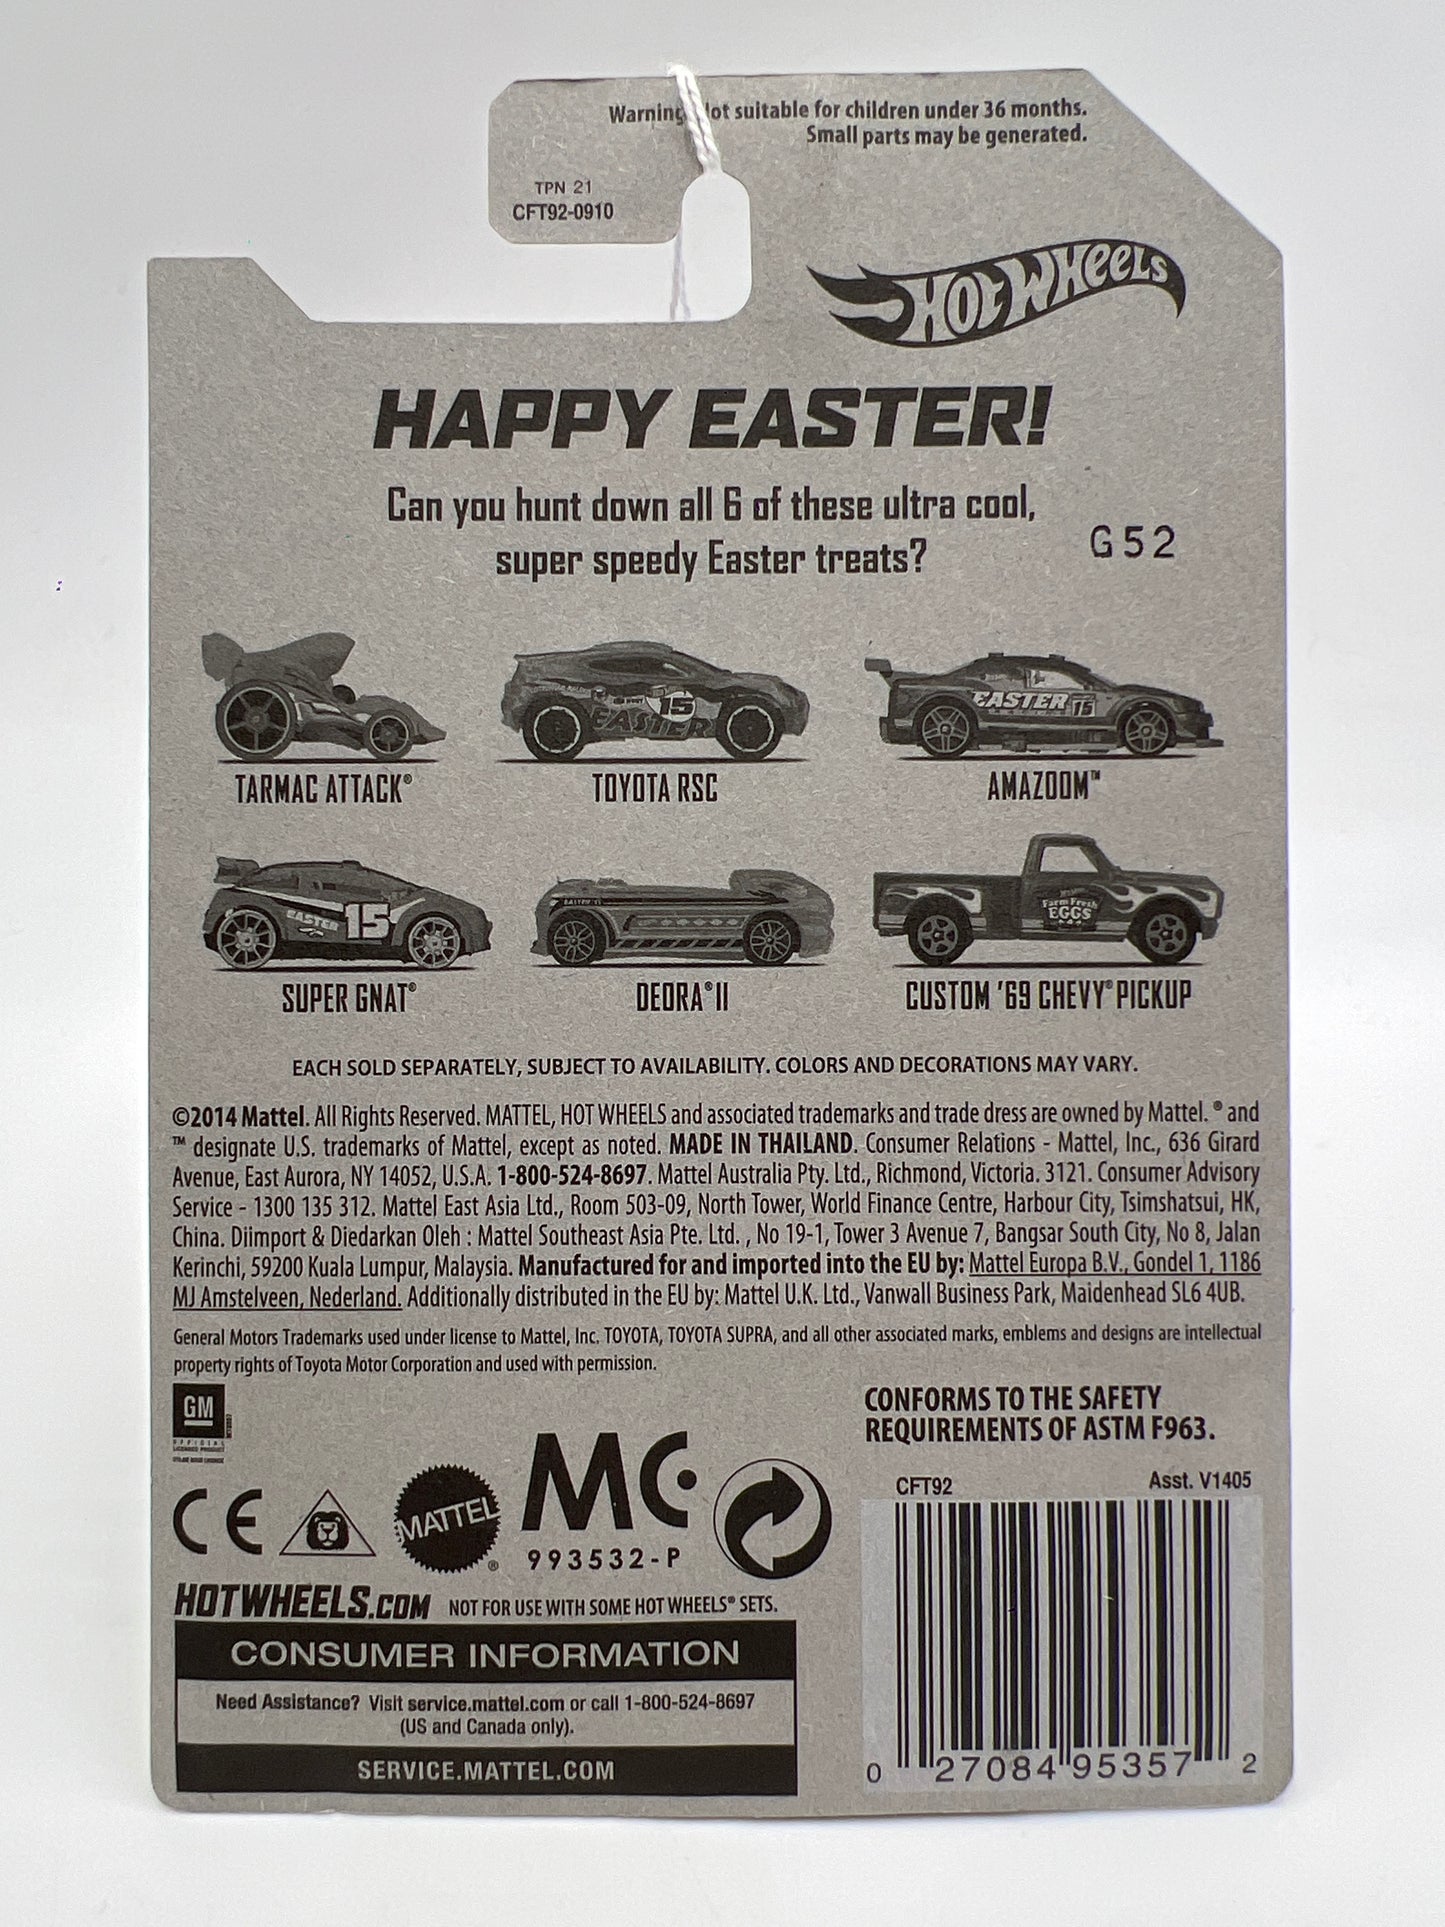 Warning: Not suitable for children under 36 months.
Small parts may be generated.
TPN 21
CFT92-0910
HOT WHEELS
HAPPY EASTER!
Can you hunt down all 6 of these ultra cool,
super speedy Easter treats?
G52
15
EASTER
EASTER 15
TARMAC ATTACK®
TOYOTA RSC
AMAZOOM™
EASTER 15
Farm Fresh
EGGS
SUPER GNAT®
DEORA® II
CUSTOM '69 CHEVY® PICKUP
EACH SOLD SEPARATELY, SUBJECT TO AVAILABILITY. COLORS AND DECORATIONS MAY VARY.
©2014 Mattel. All Rights Reserved. MATTEL, HOT WHEELS and associated trademarks and trade dress are owned by Mattel. ® and
™ designate U.S. trademarks of Mattel, except as noted. MADE IN THAILAND. Consumer Relations - Mattel, Inc., 636 Girard
Avenue, East Aurora, NY 14052, U.S.A. 1-800-524-8697. Mattel Australia Pty. Ltd., Richmond, Victoria. 3121. Consumer Advisory
Service - 1300 135 312. Mattel East Asia Ltd., Room 503-09, North Tower, World Finance Centre, Harbour City, Tsimshatsui, HK,
China. Diimport & Diedarkan Oleh : Mattel Southeast Asia Pte. Ltd. , No 19-1, Tower 3 Avenue 7, Bangsar South City, No 8, Jalan
Kerinchi, 59200 Kuala Lumpur, Malaysia. Manufactured for and imported into the EU by: Mattel Europa B.V., Gondel 1, 1186
MJ Amstelveen, Nederland. Additionally distributed in the EU by: Mattel U.K. Ltd., Vanwall Business Park, Maidenhead SL6 4UB.
General Motors Trademarks used under license to Mattel, Inc. TOYOTA, TOYOTA SUPRA, and all other associated marks, emblems and designs are intellectual
property rights of Toyota Motor Corporation and used with permission.
GM
OFFICIAL
LICENSED PRODUCT
CONFORMS TO THE SAFETY
REQUIREMENTS OF ASTM F963.
CE
MATTEL®
MC
993532-P
CFT92
Asst. V1405
HOTWHEELS.COM NOT FOR USE WITH SOME HOT WHEELS® SETS.
CONSUMER INFORMATION
Need Assistance? Visit service.mattel.com or call 1-800-524-8697
(US and Canada only).
SERVICE.MATTEL.COM
0 27084 95357 2